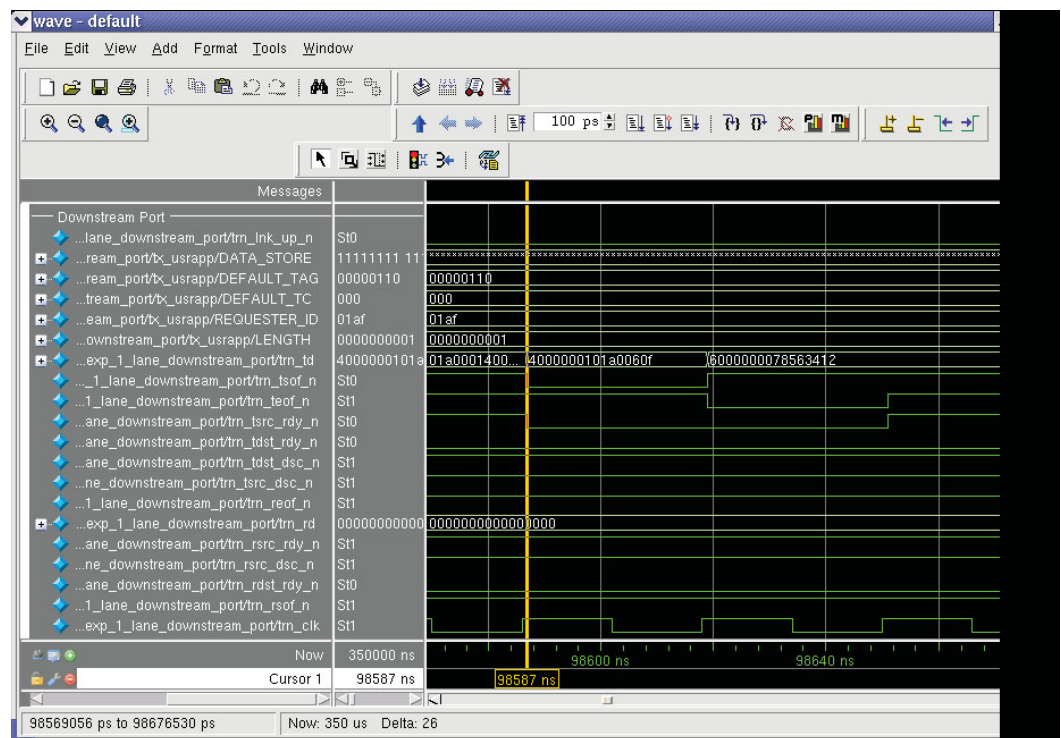 wave - default
File Edit View Add Format Tools Window
100 ps
Messages
Downstream Port
...lane_downstream_port/trn_lnk_up_n St0
...ream_port/tx_usrapp/DATA_STORE 11111111 11
...ream_port/tx_usrapp/DEFAULT_TAG 00000110 00000110
...tream_port/tx_usrapp/DEFAULT_TC 000 000
...eam_port/tx_usrapp/REQUESTER_ID 01af 01af
...ownstream_port/tx_usrapp/LENGTH 0000000001 0000000001
...exp_1_lane_downstream_port/trn_td 4000000101a 01a0001400... 4000000101a0060f 6000000078563412
..._1_lane_downstream_port/trn_tsof_n St0
...1_lane_downstream_port/trn_teof_n St1
...ane_downstream_port/trn_tsrc_rdy_n St0
...ane_downstream_port/trn_tdst_rdy_n St0
...ane_downstream_port/trn_tdst_dsc_n St1
...ne_downstream_port/trn_tsrc_dsc_n St1
...1_lane_downstream_port/trn_reof_n St1
...exp_1_lane_downstream_port/trn_rd 00000000000 0000000000000000
...ane_downstream_port/trn_rsrc_rdy_n St1
...ne_downstream_port/trn_rsrc_dsc_n St1
...ane_downstream_port/trn_rdst_rdy_n St0
...1_lane_downstream_port/trn_rsof_n St1
...exp_1_lane_downstream_port/trn_clk St1
Now 350000 ns 98600 ns 98640 ns
Cursor 1 98587 ns 98587 ns
98569056 ps to 98676530 ps Now: 350 us Delta: 26